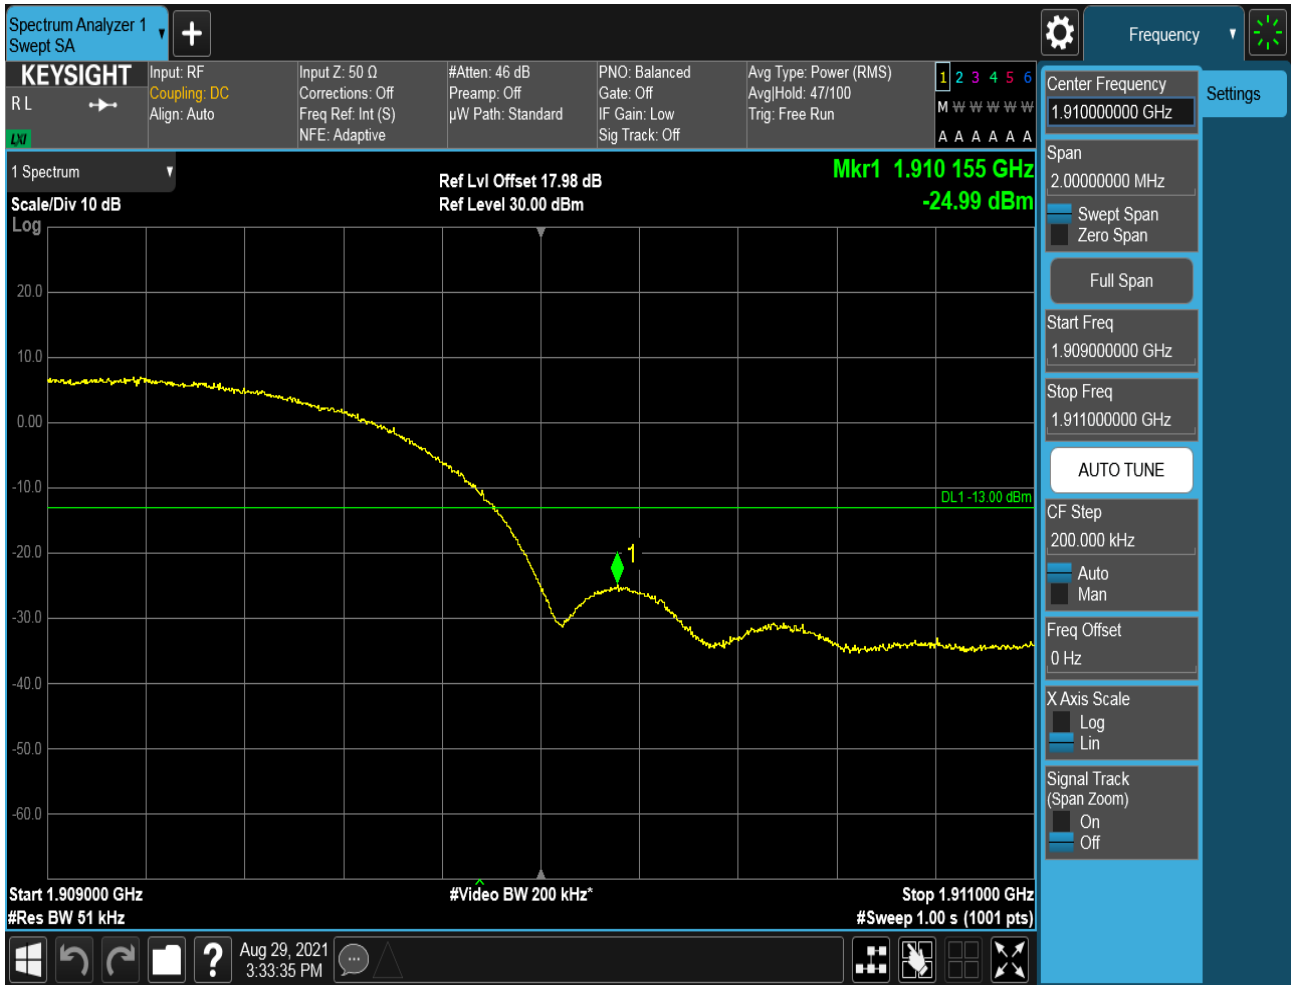 Spectrum Analyzer 1
Swept SA
Frequency
KEYSIGHT
R L
LXI
Input: RF
Coupling: DC
Align: Auto
Input Z: 50 Ω
Corrections: Off
Freq Ref: Int (S)
NFE: Adaptive
#Atten: 46 dB
Preamp: Off
µW Path: Standard
PNO: Balanced
Gate: Off
IF Gain: Low
Sig Track: Off
Avg Type: Power (RMS)
Avg|Hold: 47/100
Trig: Free Run
1 2 3 4 5 6
M W W W W W
A A A A A A
1 Spectrum
Scale/Div 10 dB
Log
Ref Lvl Offset 17.98 dB
Ref Level 30.00 dBm
Mkr1 1.910 155 GHz
-24.99 dBm
20.0
10.0
0.00
-10.0
-20.0
-30.0
-40.0
-50.0
-60.0
DL1 -13.00 dBm
1
Start 1.909000 GHz
#Res BW 51 kHz
#Video BW 200 kHz*
Stop 1.911000 GHz
#Sweep 1.00 s (1001 pts)
Aug 29, 2021
3:33:35 PM
Settings
Center Frequency
1.910000000 GHz
Span
2.00000000 MHz
Swept Span
Zero Span
Full Span
Start Freq
1.909000000 GHz
Stop Freq
1.911000000 GHz
AUTO TUNE
CF Step
200.000 kHz
Auto
Man
Freq Offset
0 Hz
X Axis Scale
Log
Lin
Signal Track
(Span Zoom)
On
Off